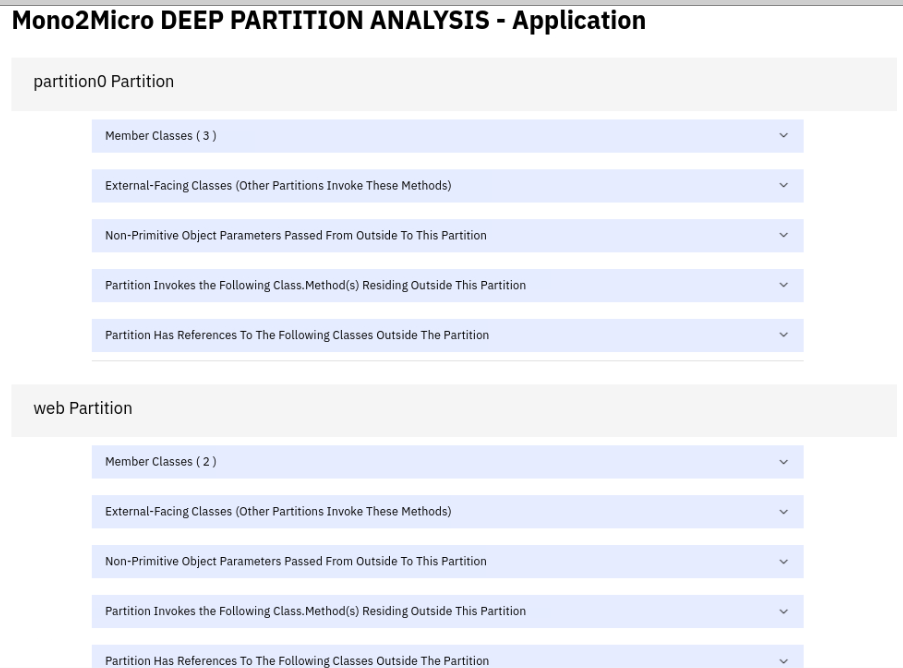 Mono2Micro DEEP PARTITION ANALYSIS - Application
partition0 Partition
Member Classes ( 3 )
External-Facing Classes (Other Partitions Invoke These Methods)
Non-Primitive Object Parameters Passed From Outside To This Partition
Partition Invokes the Following Class.Method(s) Residing Outside This Partition
Partition Has References To The Following Classes Outside The Partition
web Partition
Member Classes ( 2 )
External-Facing Classes (Other Partitions Invoke These Methods)
Non-Primitive Object Parameters Passed From Outside To This Partition
Partition Invokes the Following Class.Method(s) Residing Outside This Partition
Partition Has References To The Following Classes Outside The Partition